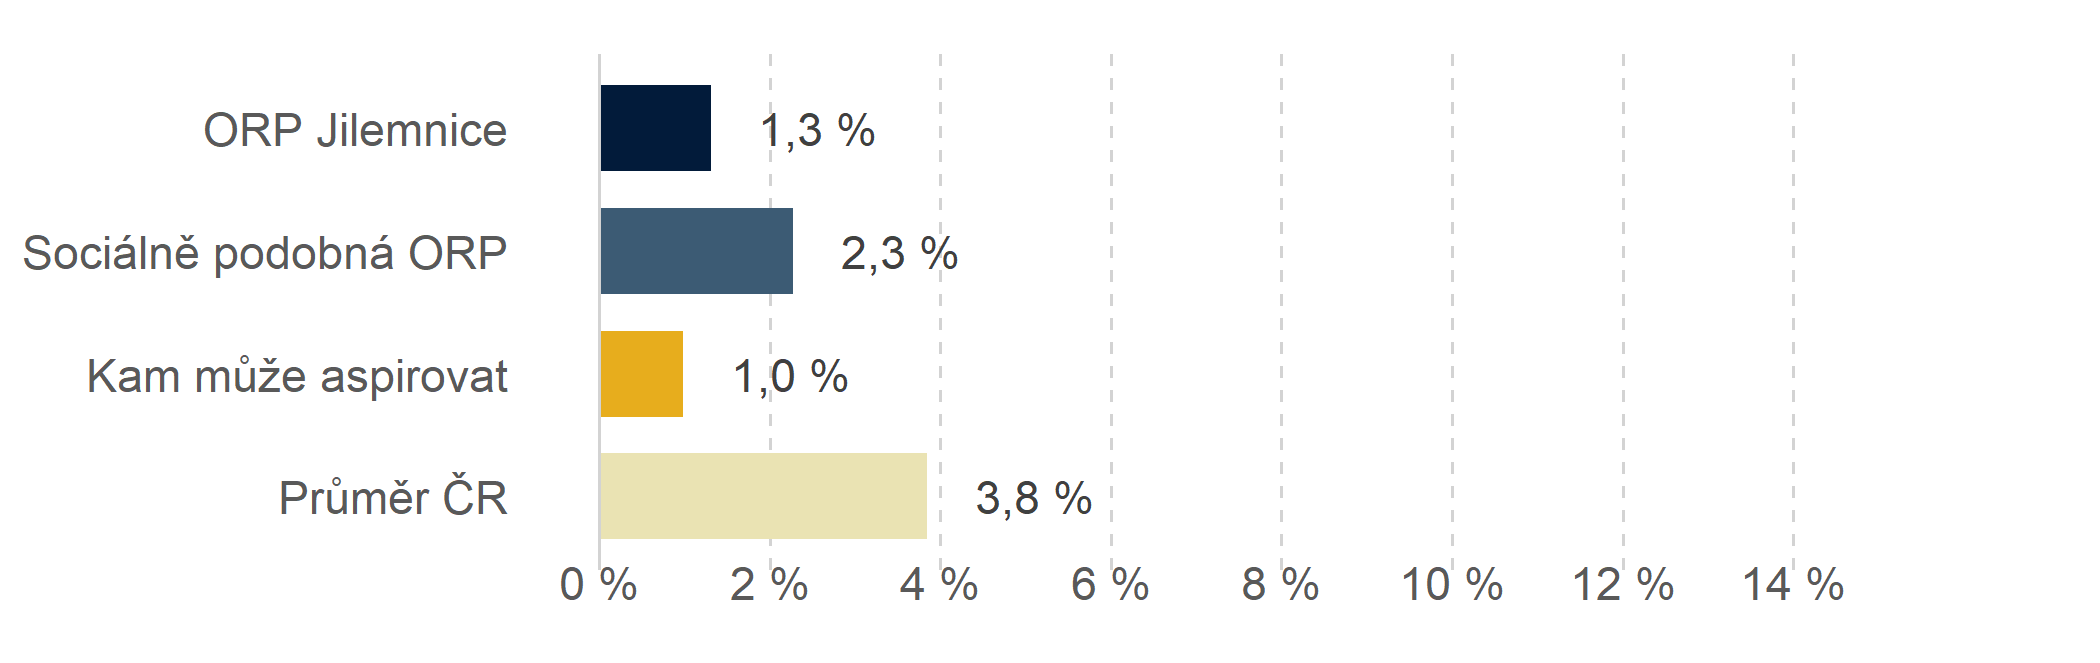 ORP Jilemnice
1,3 %
Sociálně podobná ORP
2,3 %
Kam může aspirovat
1,0 %
Průměr ČR
3,8 %
0 % 2 % 4 % 6 % 8 % 10 % 12 % 14 %